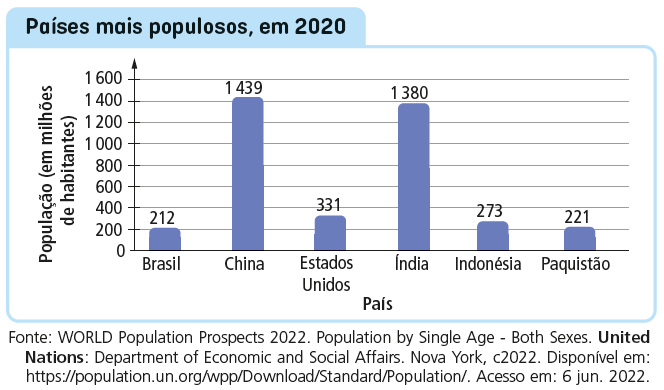 Países mais populosos, em 2020
População (em milhões
de habitantes)
1 600
1 400
1 200
1 000
800
600
400
200
0
212
1 439
331
1 380
273
221
Brasil
China
Estados
Unidos
Índia
Indonésia
Paquistão
País
Fonte: WORLD Population Prospects 2022. Population by Single Age - Both Sexes. United
Nations: Department of Economic and Social Affairs. Nova York, c2022. Disponível em:
https://population.un.org/wpp/Download/Standard/Population/. Acesso em: 6 jun. 2022.